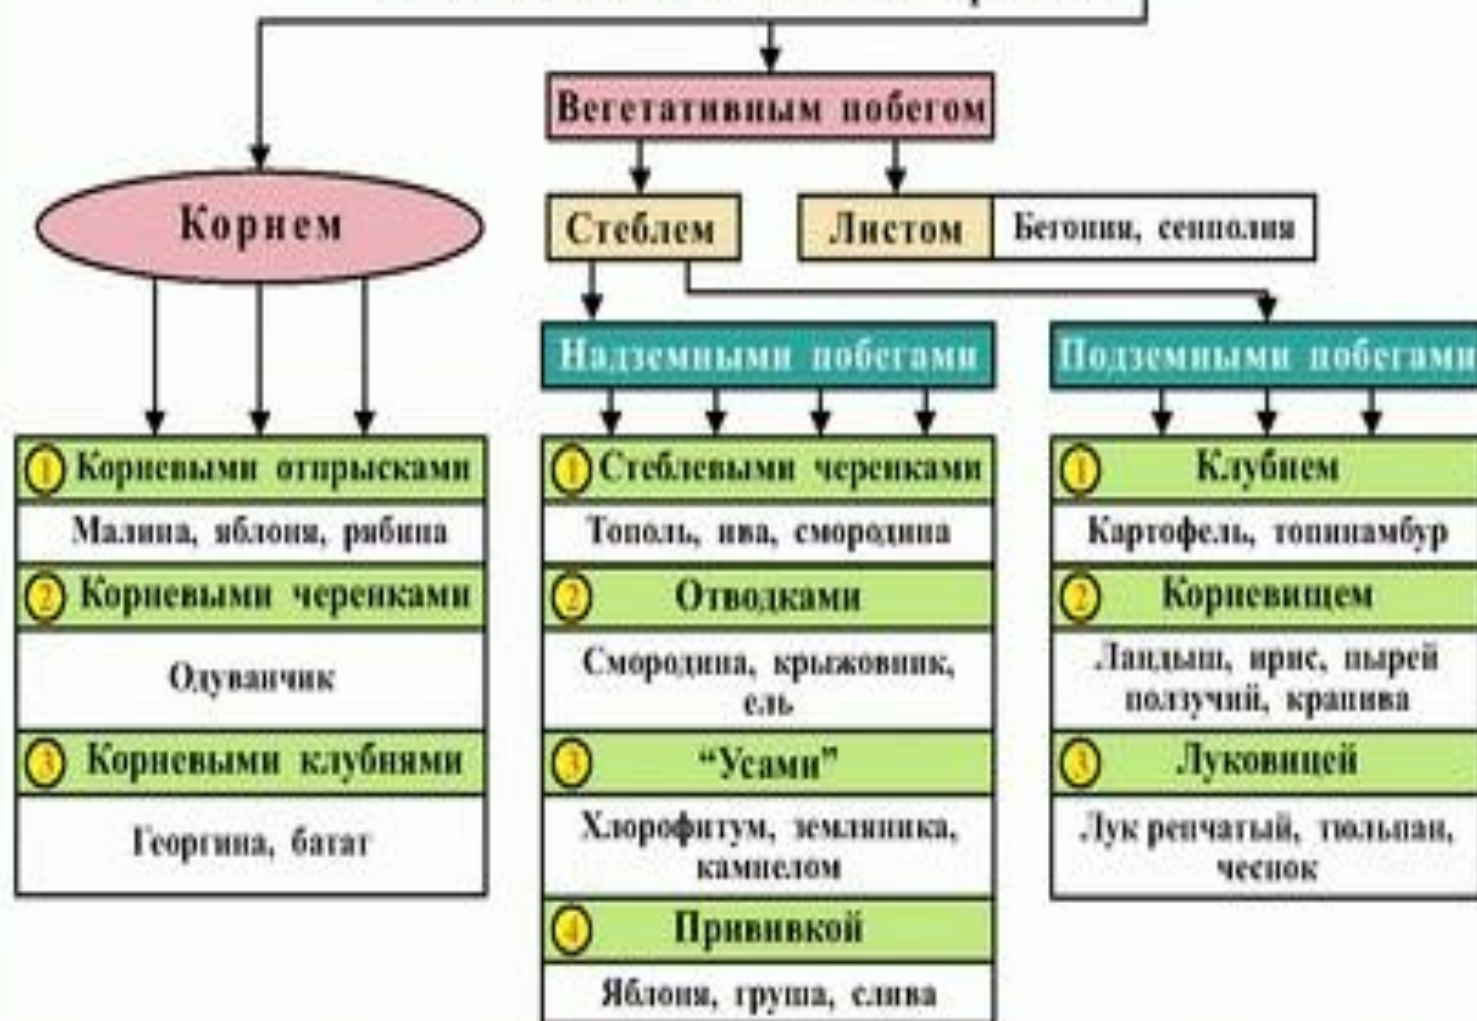 Вегетативным побегом
Корнем
Стеблем
Листом
Бегония, сенполия
Надземными побегами
Подземными побегами
1 Корневыми отпрысками
Малина, яблоня, рябина
2 Корневыми черенками
Одуванчик
3 Корневыми клубнями
Георгина, батат
1 Стеблевыми черенками
Тополь, ива, смородина
2 Отводками
Смородина, крыжовник,
ель
3 “Усами”
Хлорофитум, земляника,
камнелом
4 Прививкой
Яблоня, груша, слива
1 Клубнем
Картофель, топинамбур
2 Корневищем
Ландыш, ирис, пырей
ползучий, крапива
3 Луковицей
Лук репчатый, тюльпан,
чеснок